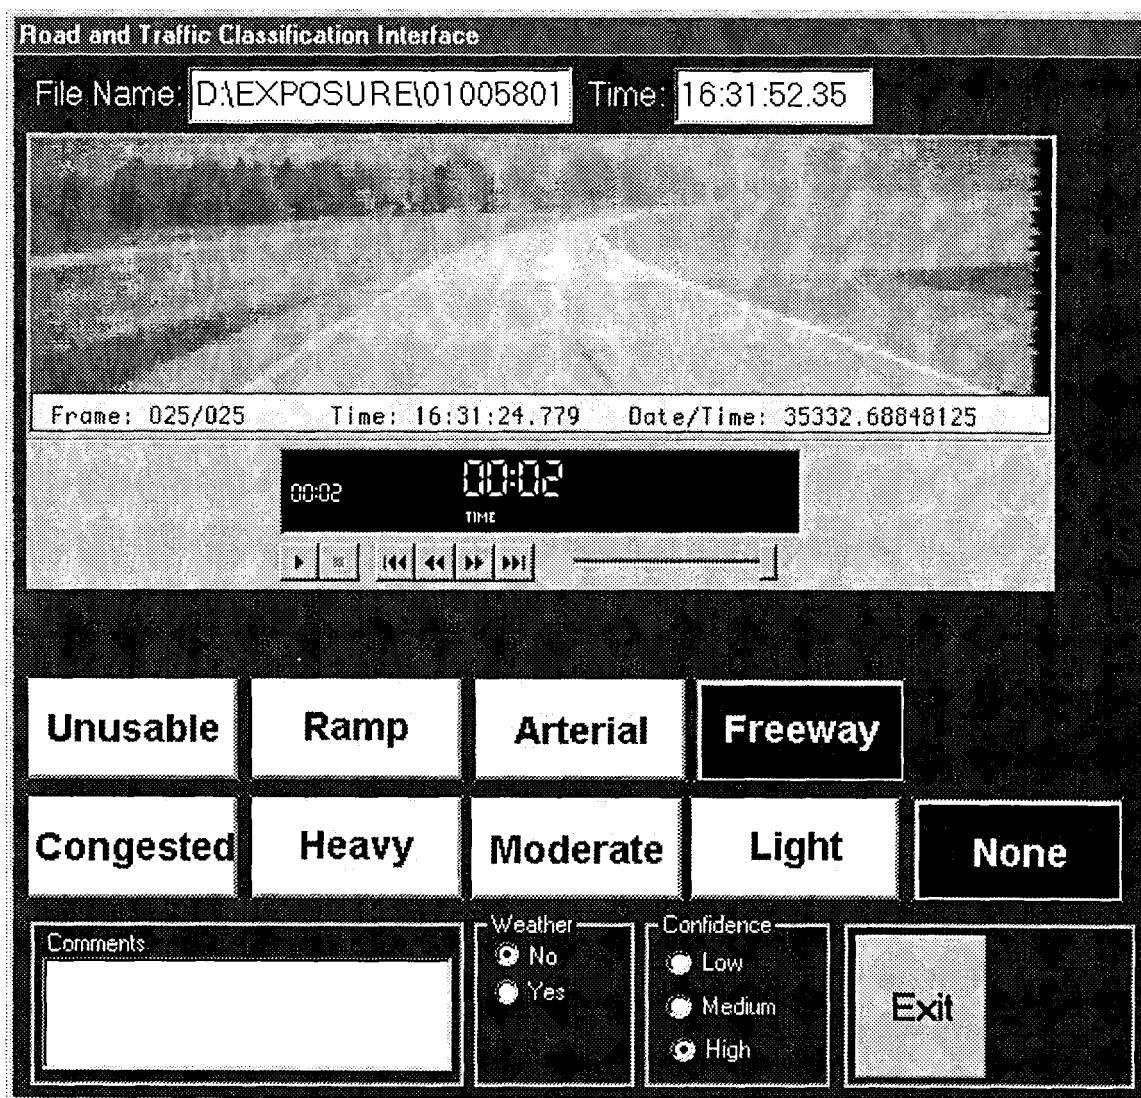 Road and Traffic Classification Interface
File Name: D:\EXPOSURE\01005801 Time: 16:31:52.35
Frame: 025/025 Time: 16:31:24.779 Date/Time: 35332.68848125
00:02 00:02
TIME
Unusable Ramp Arterial Freeway
Congested Heavy Moderate Light None
Comments Weather Confidence
No Low
Yes Medium
High
Exit